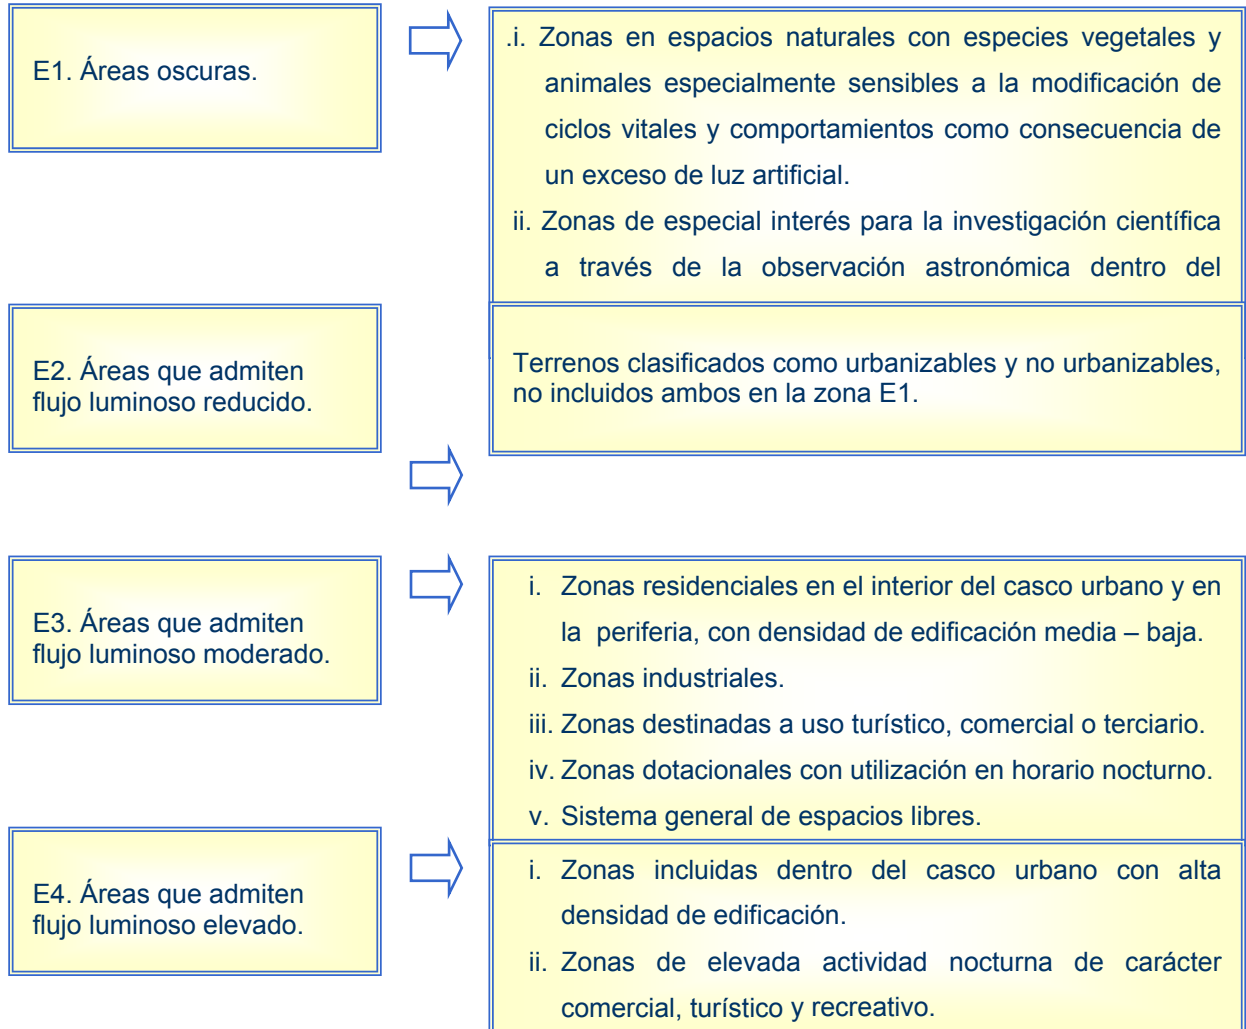 E1. Áreas oscuras.
.i. Zonas en espacios naturales con especies vegetales y
animales especialmente sensibles a la modificación de
ciclos vitales y comportamientos como consecuencia de
un exceso de luz artificial.
ii. Zonas de especial interés para la investigación científica
a través de la observación astronómica dentro del
E2. Áreas que admiten
flujo luminoso reducido.
Terrenos clasificados como urbanizables y no urbanizables,
no incluidos ambos en la zona E1.
E3. Áreas que admiten
flujo luminoso moderado.
i. Zonas residenciales en el interior del casco urbano y en
la periferia, con densidad de edificación media – baja.
ii. Zonas industriales.
iii. Zonas destinadas a uso turístico, comercial o terciario.
iv. Zonas dotacionales con utilización en horario nocturno.
v. Sistema general de espacios libres.
E4. Áreas que admiten
flujo luminoso elevado.
i. Zonas incluidas dentro del casco urbano con alta
densidad de edificación.
ii. Zonas de elevada actividad nocturna de carácter
comercial, turístico y recreativo.